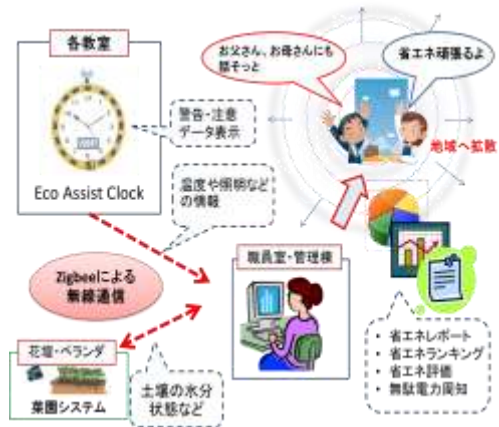 各教室
Eco Assist Clock
警告・注意
データ表示
温度や照明など
の情報
Zigbeeによる
無線通信
花壇・ベランダ
菜園システム
土壌の水分
状態など
職員室・管理棟
お父さん、お母さんにも
話そっと
省エネ頑張るよ
地域へ拡散
・ 省エネレポート
・ 省エネランキング
・ 省エネ評価
・ 無駄電力周知